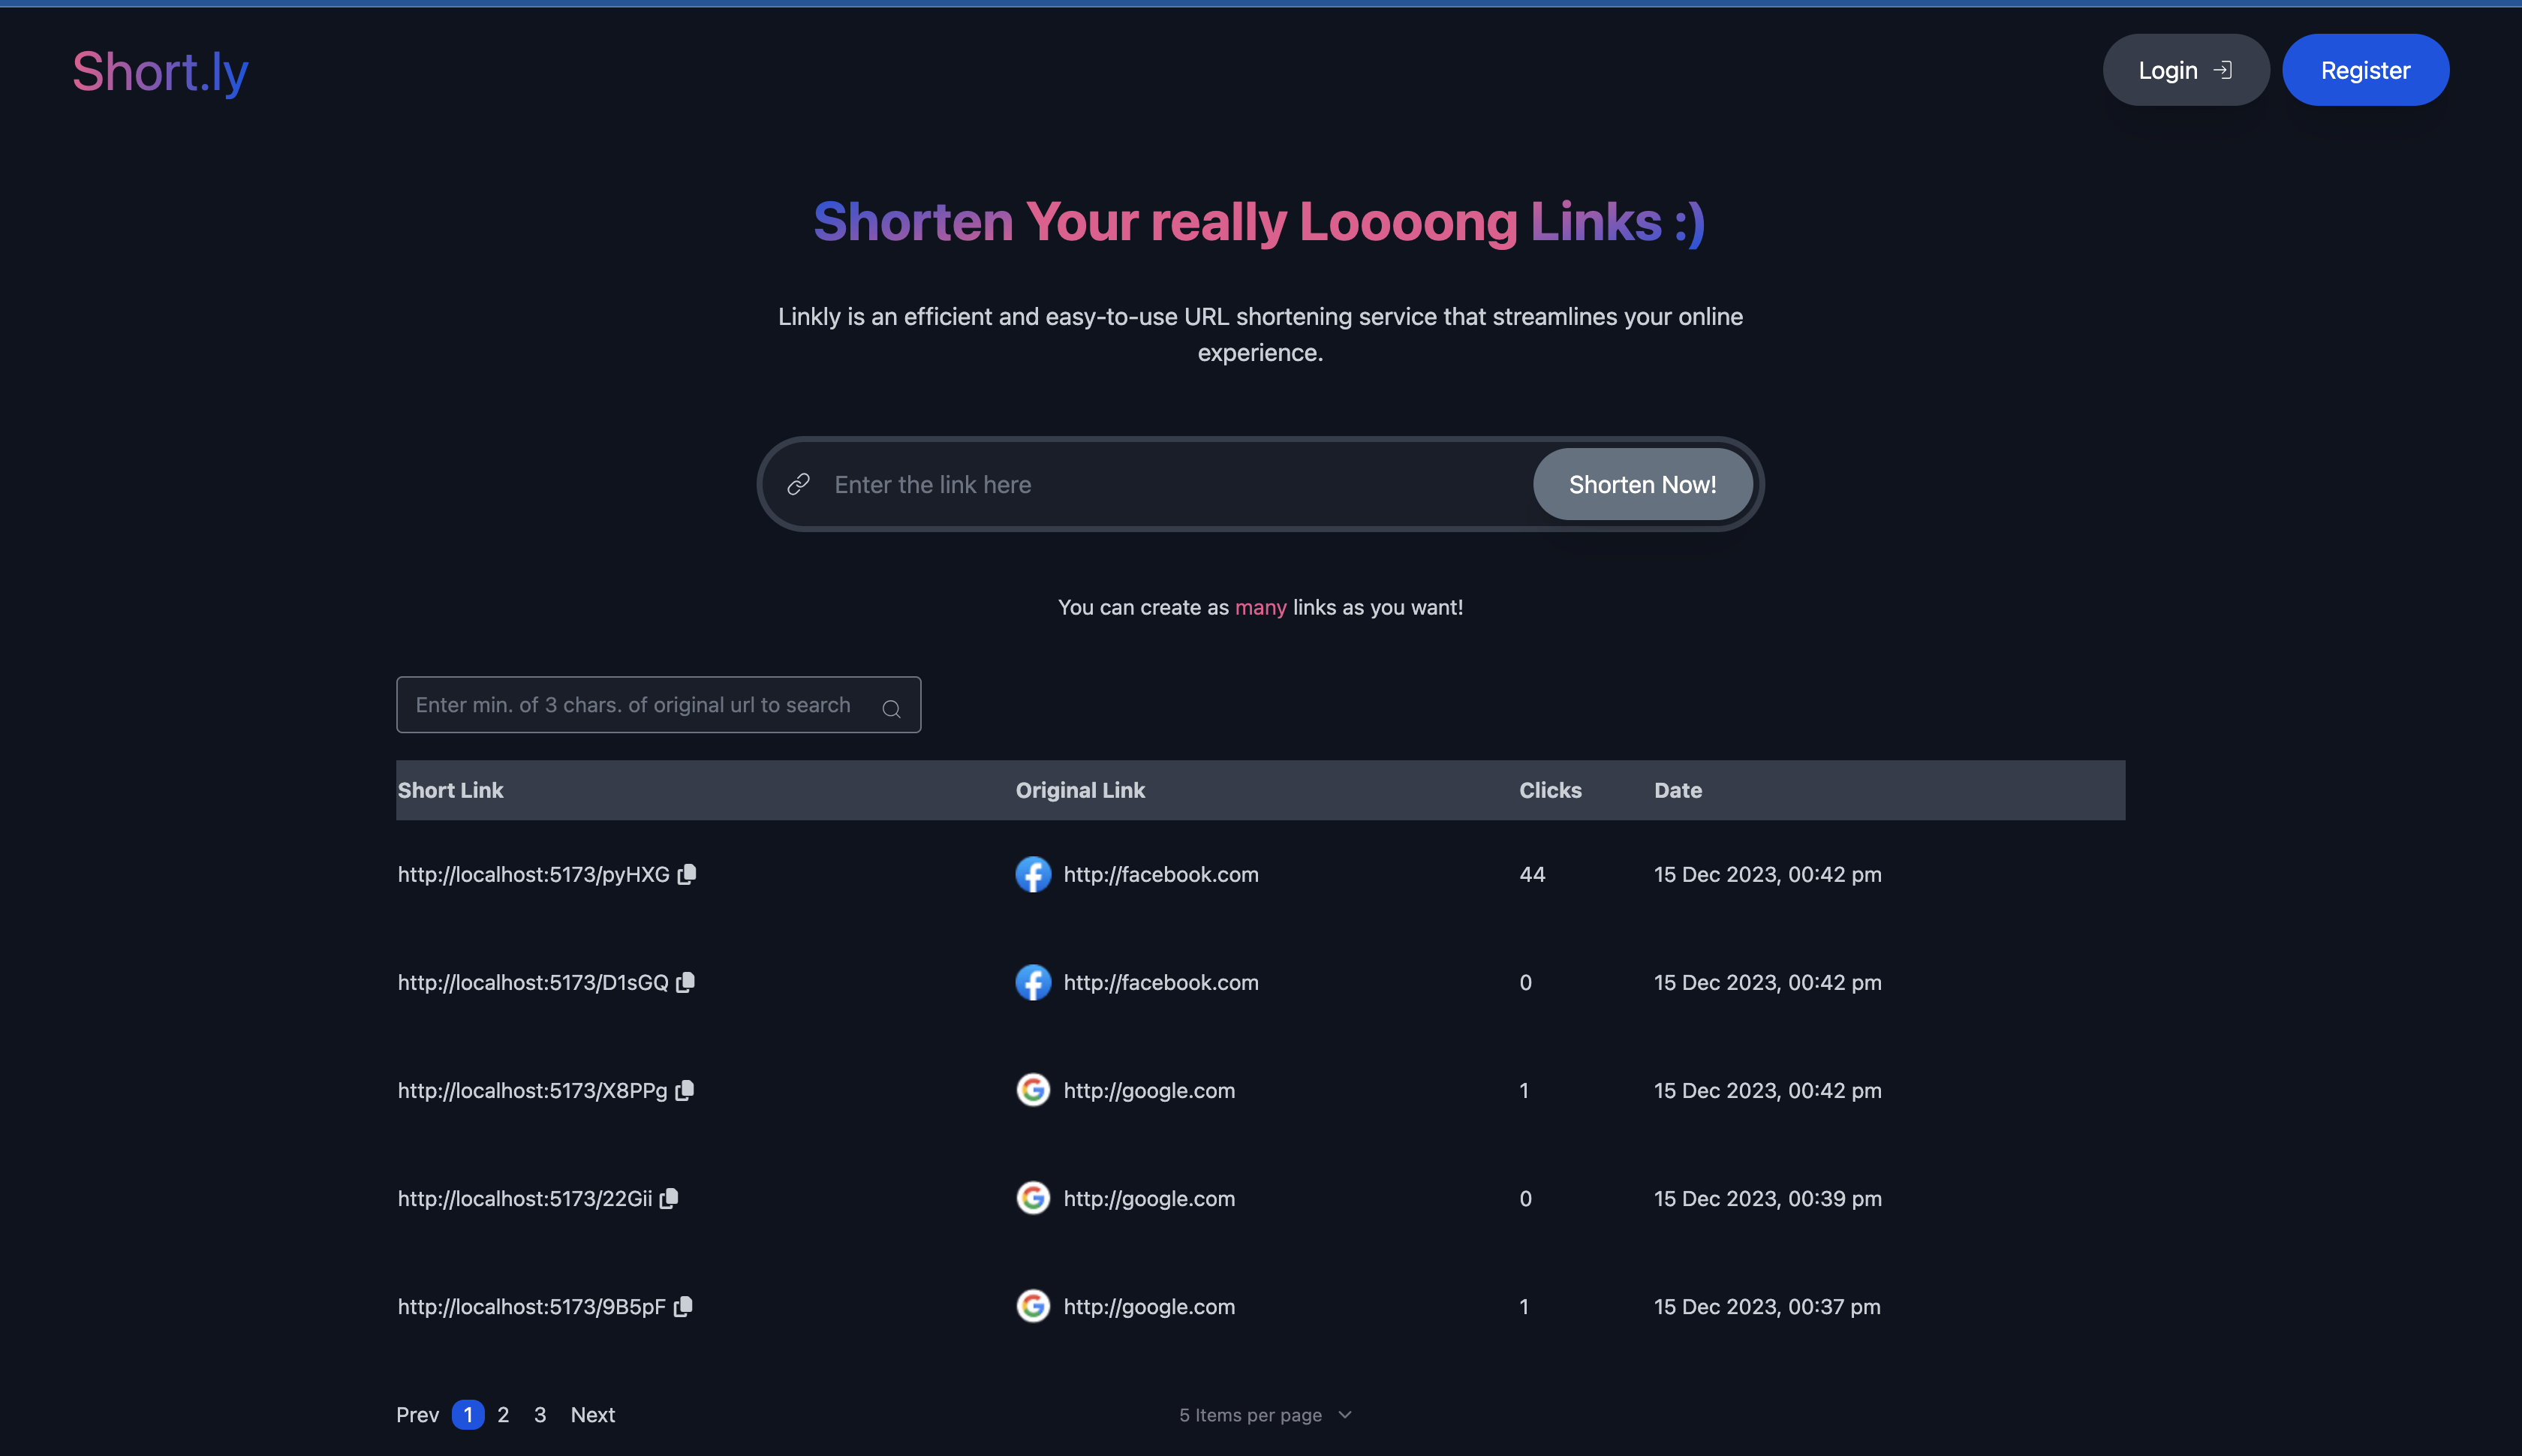 Short.ly
Login
Register
Shorten Your really Loooong Links :)
Linkly is an efficient and easy-to-use URL shortening service that streamlines your online
experience.
Enter the link here
Shorten Now!
You can create as many links as you want!
Enter min. of 3 chars. of original url to search
Short Link Original Link Clicks Date
http://localhost:5173/pyHXG http://facebook.com 44 15 Dec 2023, 00:42 pm
http://localhost:5173/D1sGQ http://facebook.com 0 15 Dec 2023, 00:42 pm
http://localhost:5173/X8PPg http://google.com 1 15 Dec 2023, 00:42 pm
http://localhost:5173/22Gii http://google.com 0 15 Dec 2023, 00:39 pm
http://localhost:5173/9B5pF http://google.com 1 15 Dec 2023, 00:37 pm
Prev 1 2 3 Next 5 Items per page